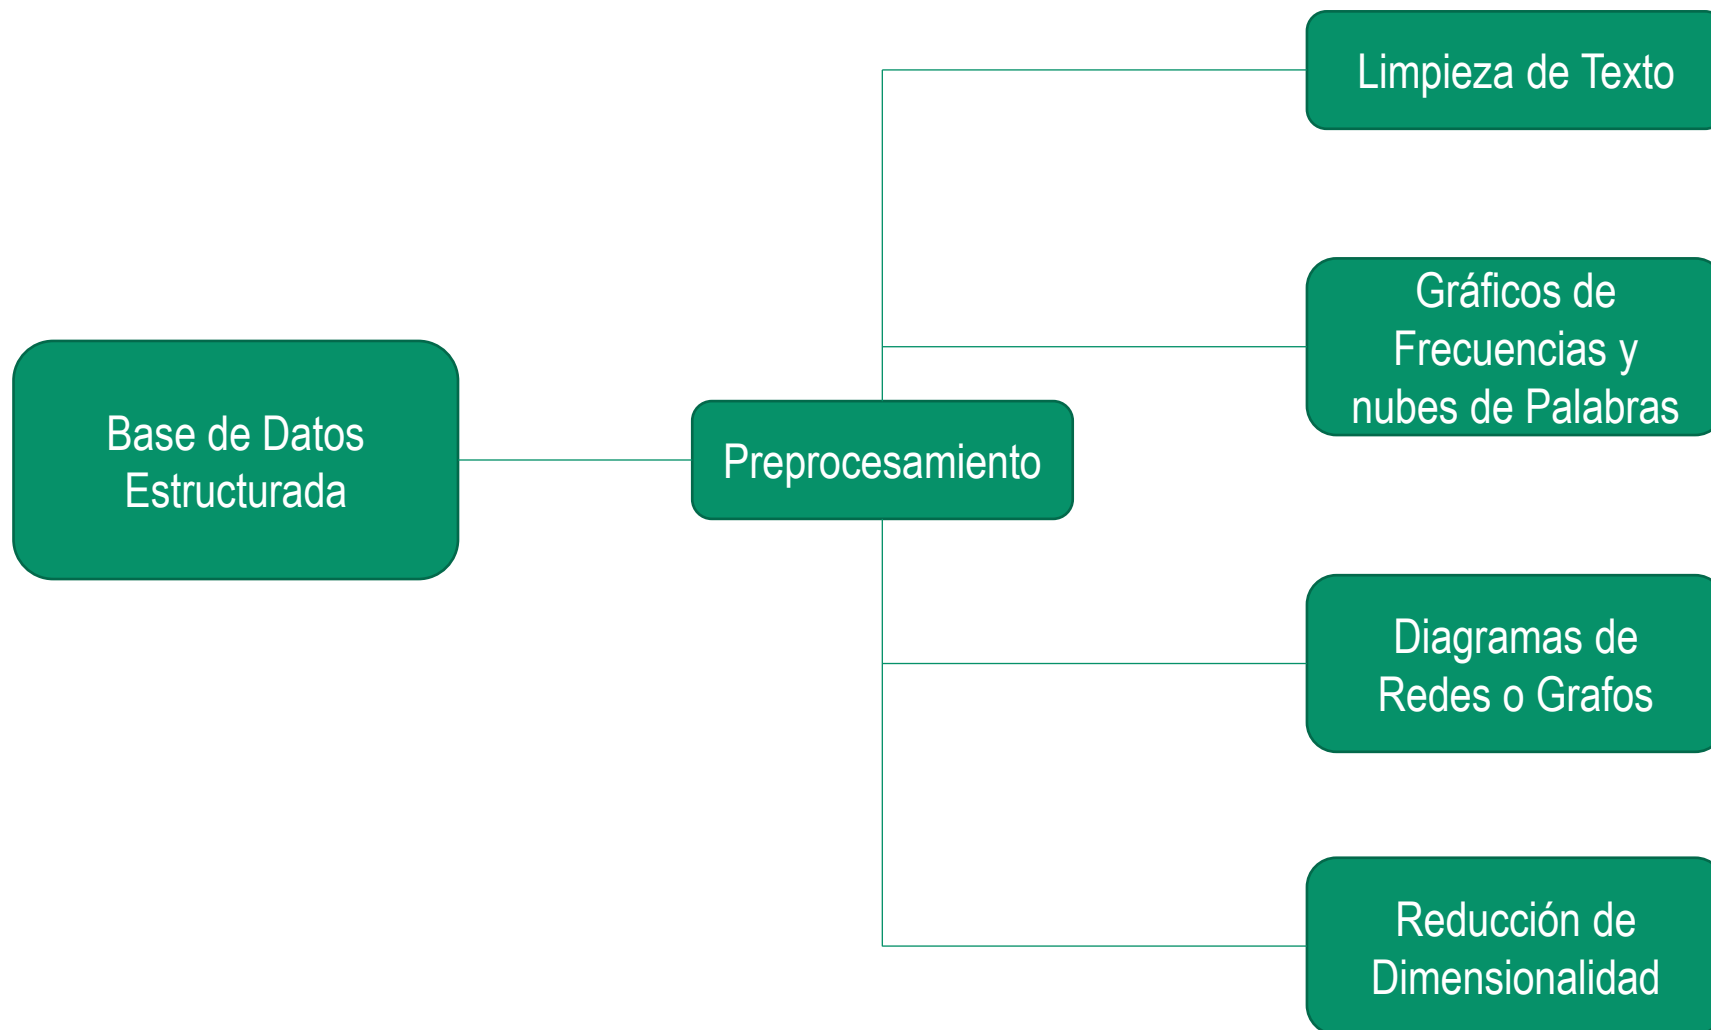 Base de Datos
Estructurada
Preprocesamiento
Limpieza de Texto
Gráficos de
Frecuencias y
nubes de Palabras
Diagramas de
Redes o Grafos
Reducción de
Dimensionalidad